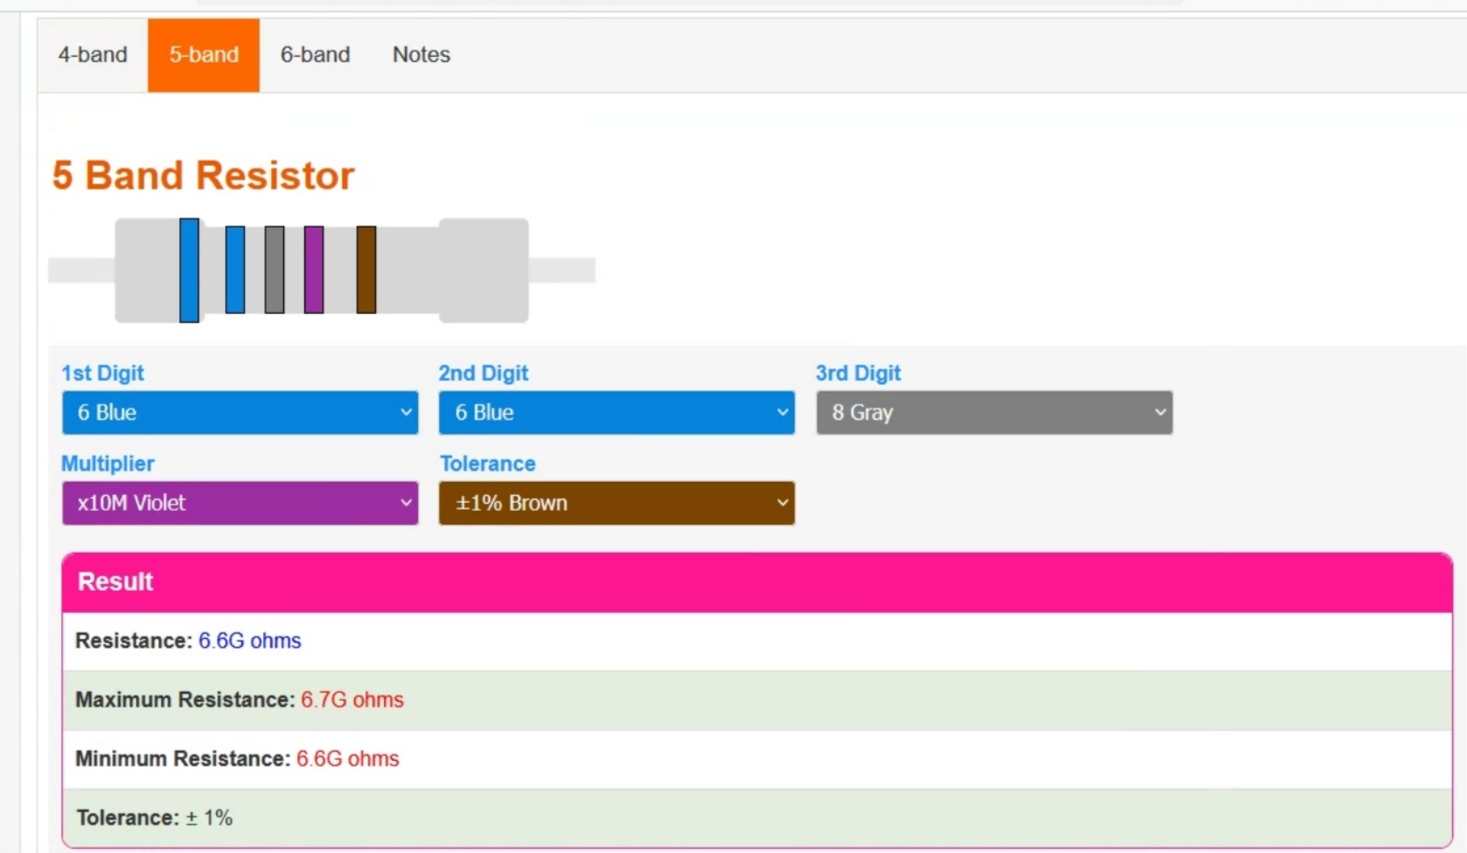 4-band 5-band 6-band Notes
5 Band Resistor
1st Digit 2nd Digit 3rd Digit
6 Blue 6 Blue 8 Gray
Multiplier Tolerance
x10M Violet ±1% Brown
Result
Resistance: 6.6G ohms
Maximum Resistance: 6.7G ohms
Minimum Resistance: 6.6G ohms
Tolerance: ± 1%